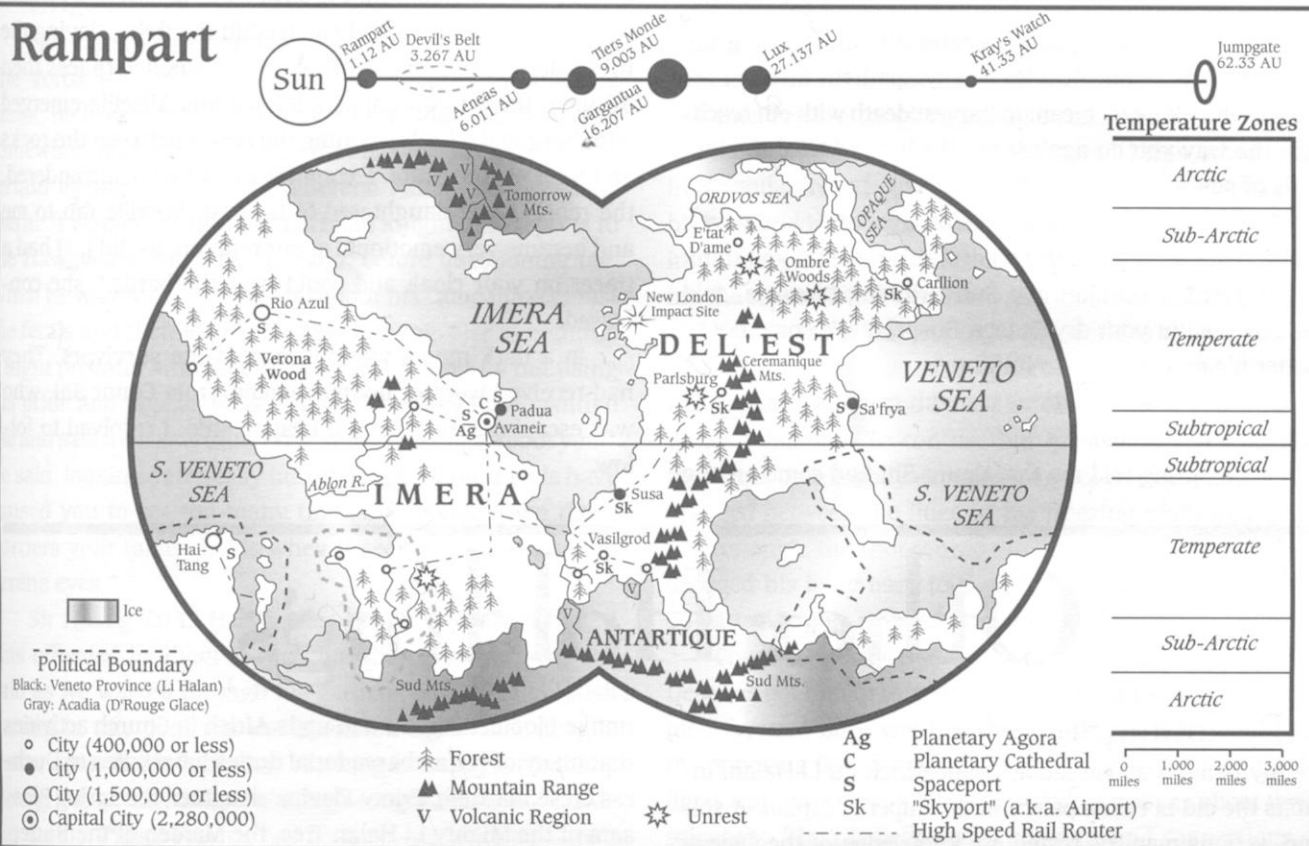 Rampart
Sun
Rampart
1.12 AU
Devil's Belt
3.267 AU
Aeneas
6.011 AU
Tiers Monde
9.003 AU
Gargantua
16.207 AU
Lux
27.137 AU
Kray's Watch
41.33 AU
Jumpgate
62.33 AU
Temperature Zones
Arctic
Sub-Arctic
Temperate
Subtropical
Subtropical
Temperate
Sub-Arctic
Arctic
V
V
V
Tomorrow
Mts.
ORDVOS SEA
V
V
OPAQUE
SEA
E'tat
D'ame
Ombre
Woods
Sk
Carllion
Rio Azul
S
IMERA
SEA
New London
Impact Site
DEL'EST
Verona
Wood
Ceremanique
Mts.
Parisburg
Sk
VENETO
SEA
S
C
S
Padua
Ag
Avaneir
S
Sa'frya
S. VENETO
SEA
Ablon R.
IMERA
Susa
Sk
S. VENETO
SEA
Hai-
Tang
S
Vasilgrod
Sk
V
V
ANTARTIQUE
Sud Mts.
Sud Mts.
Ice
Political Boundary
Black: Veneto Province (Li Halan)
Gray: Acadia (D'Rouge Glace)
City (400,000 or less)
City (1,000,000 or less)
City (1,500,000 or less)
Capital City (2,280,000)
Forest
Mountain Range
V Volcanic Region
Unrest
Ag Planetary Agora
C Planetary Cathedral
S Spaceport
Sk "Skyport" (a.k.a. Airport)
High Speed Rail Router
0 1,000 2,000 3,000
miles miles miles miles